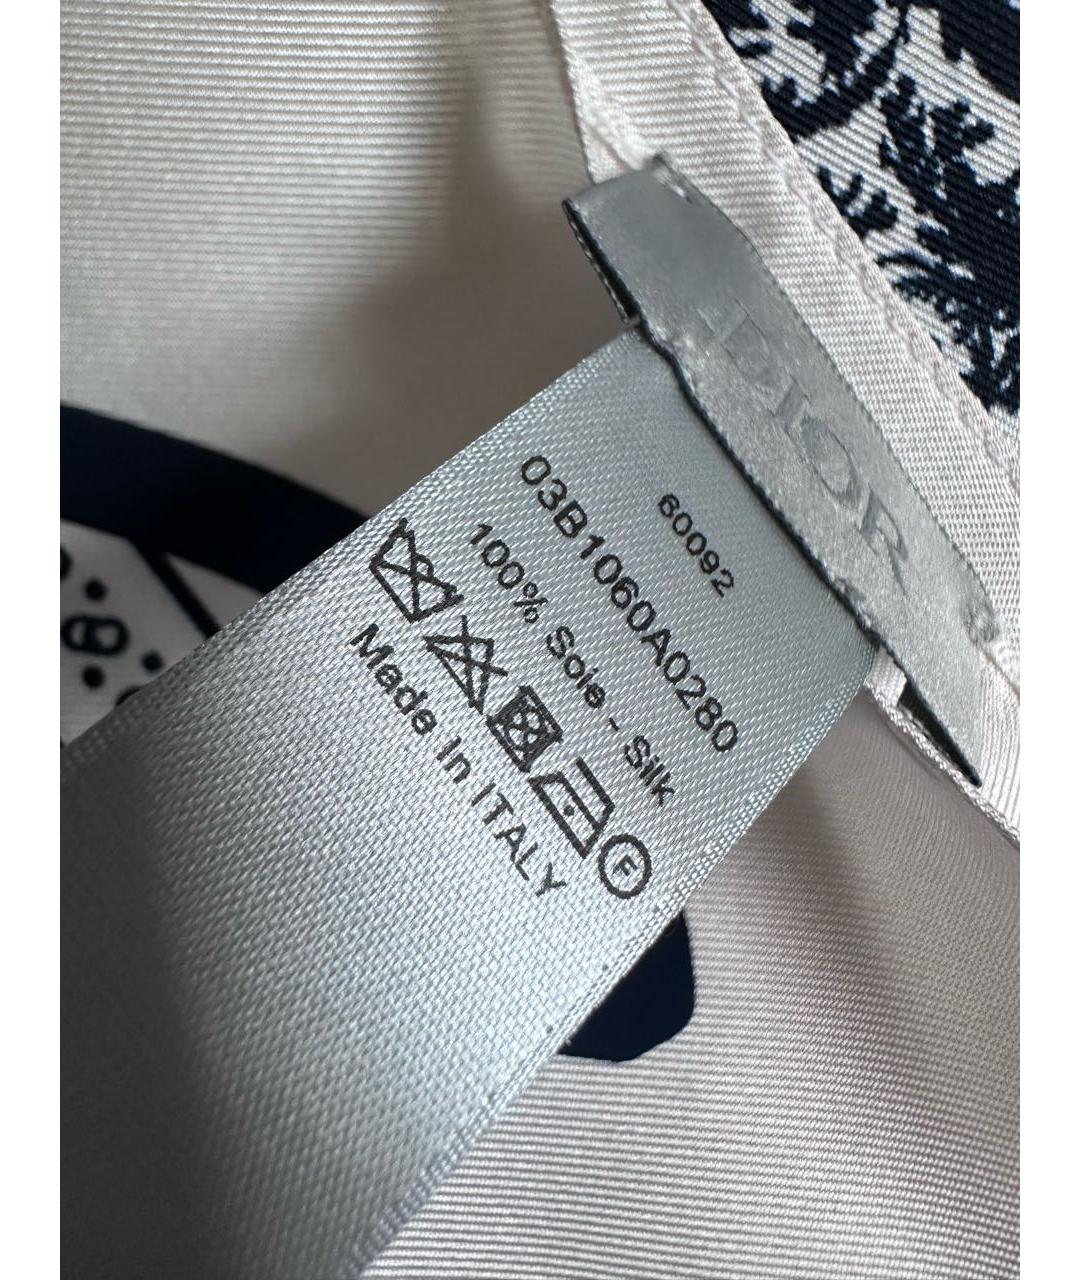 DIOR
60092
03B1060A0280
100% Soie - Silk
F
Made In ITALY